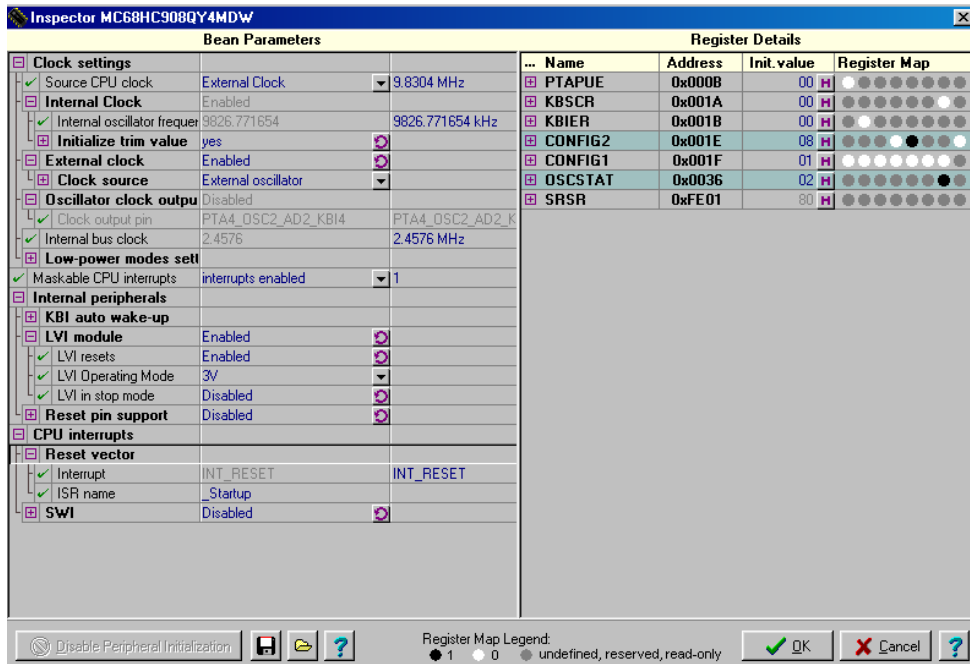 Inspector MC68HC908QY4MDW
Bean Parameters
Clock settings
Source CPU clock External Clock 9.8304 MHz
Internal Clock Enabled
Internal oscillator frequer 9826.771654 9826.771654 kHz
Initialize trim value yes
External clock Enabled
Clock source External oscillator
Oscillator clock outpu Disabled
Clock output pin PTA4_OSC2_AD2_KBI4 PTA4_OSC2_AD2_K
Internal bus clock 2.4576 2.4576 MHz
Low-power modes sett
Maskable CPU interrupts interrupts enabled 1
Internal peripherals
KBI auto wake-up
LVI module Enabled
LVI resets Enabled
LVI Operating Mode 3V
LVI in stop mode Disabled
Reset pin support Disabled
CPU interrupts
Reset vector
Interrupt INT_RESET INT_RESET
ISR name _Startup
SWI Disabled
Register Details
... Name Address Init.value Register Map
PTAPUE 0x000B 00 H
KBSCR 0x001A 00 H
KBIER 0x001B 00 H
CONFIG2 0x001E 08 H
CONFIG1 0x001F 01 H
OSCSTAT 0x0036 02 H
SRSR 0xFE01 80 H
Disable Peripheral Initialization ?
Register Map Legend:
1 0 undefined, reserved, read-only
OK Cancel ?